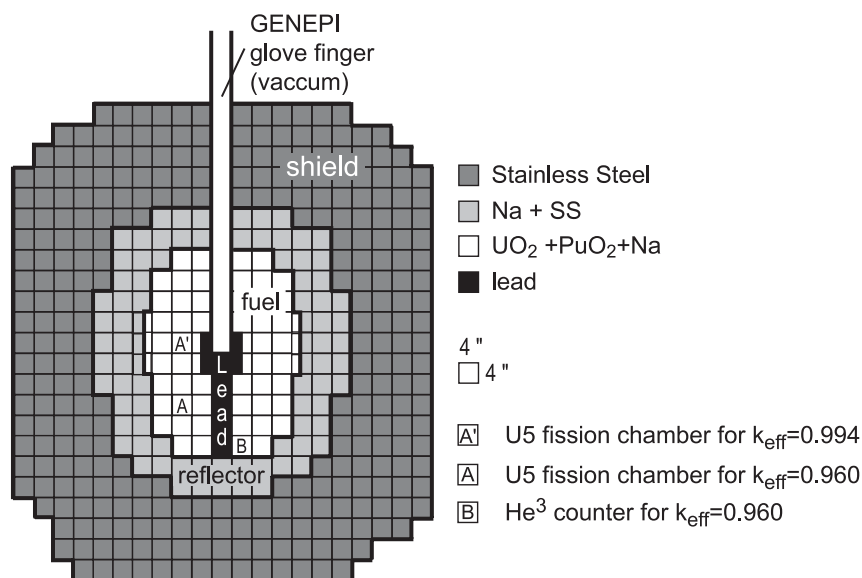 GENEPI
glove finger
(vaccum)
shield
Stainless Steel
Na + SS
UO₂ +PuO₂+Na
lead
fuel
A'
Lead
A
B
reflector
4 "
4 "
A' U5 fission chamber for kₑff=0.994
A U5 fission chamber for kₑff=0.960
B He³ counter for kₑff=0.960